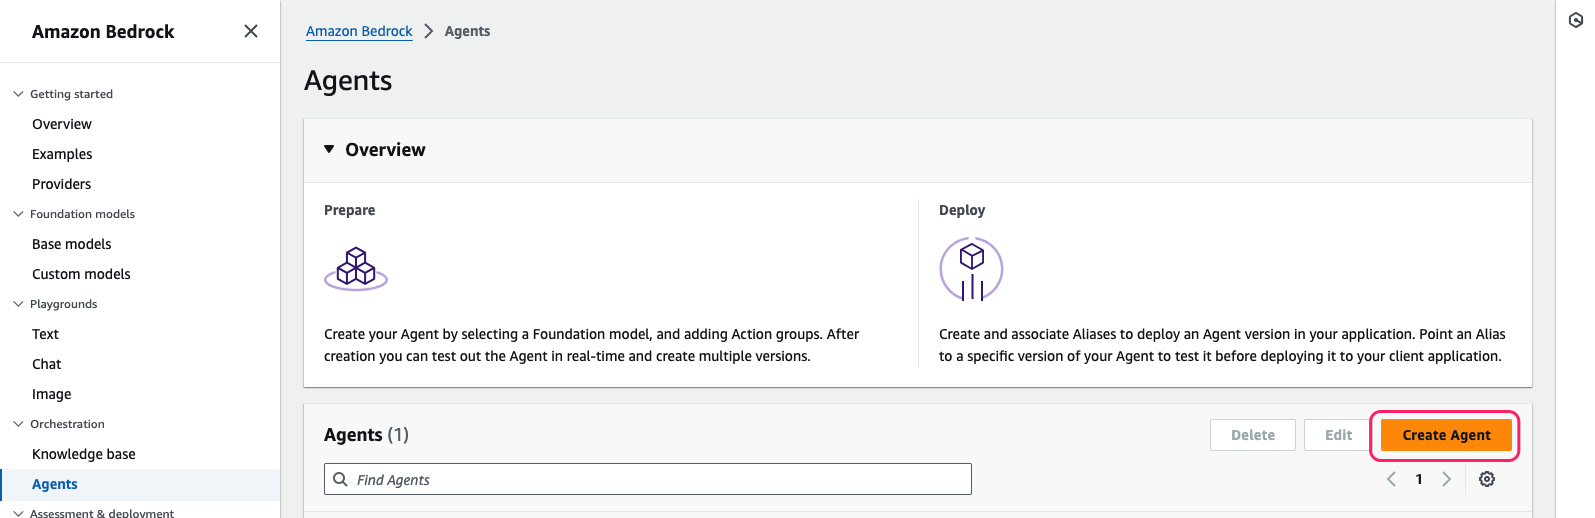 Amazon Bedrock
Getting started
Overview
Examples
Providers
Foundation models
Base models
Custom models
Playgrounds
Text
Chat
Image
Orchestration
Knowledge base
Agents
Assessment & deployment
Amazon Bedrock > Agents
Agents
Overview
Prepare
Create your Agent by selecting a Foundation model, and adding Action groups. After
creation you can test out the Agent in real-time and create multiple versions.
Deploy
Create and associate Aliases to deploy an Agent version in your application. Point an Alias
to a specific version of your Agent to test it before deploying it to your client application.
Agents (1)
Delete
Edit
Create Agent
Find Agents
1